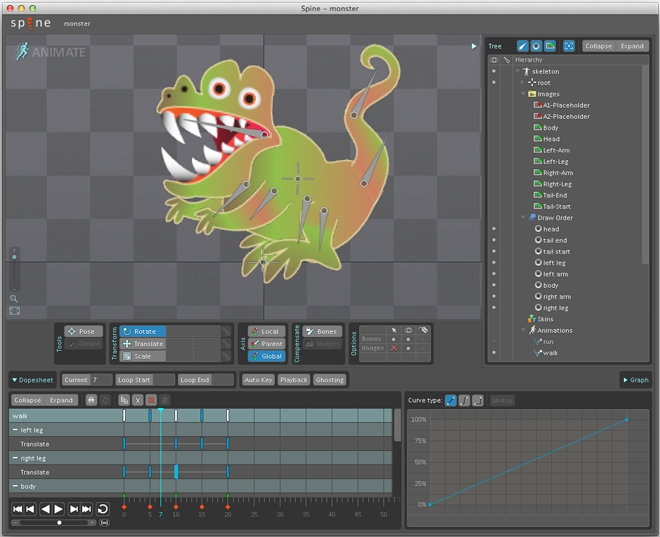 Spine - monster
spine monster
ANIMATE
Tree Collapse Expand
Hierarchy
skeleton
root
Images
A1-Placeholder
A2-Placeholder
Body
Head
Left-Arm
Left-Leg
Right-Arm
Right-Leg
Tail-End
Tail-Start
Draw Order
head
tail end
tail start
left leg
left arm
body
right arm
right leg
Skins
Animations
run
walk
Tools
Pose
Create
Transform
Rotate
Translate
Scale
Axis
Local
Parent
Global
Compensate
Bones
Images
Options
Bones
Images
Dopesheet Current 7 Loop Start Loop End Auto Key Playback Ghosting Graph
Collapse Expand
walk
left leg
Translate
right leg
Translate
body
0 5 7 10 15 20 25 30 35 40 45 50
Curve type: Match
100%
75%
50%
25%
0%